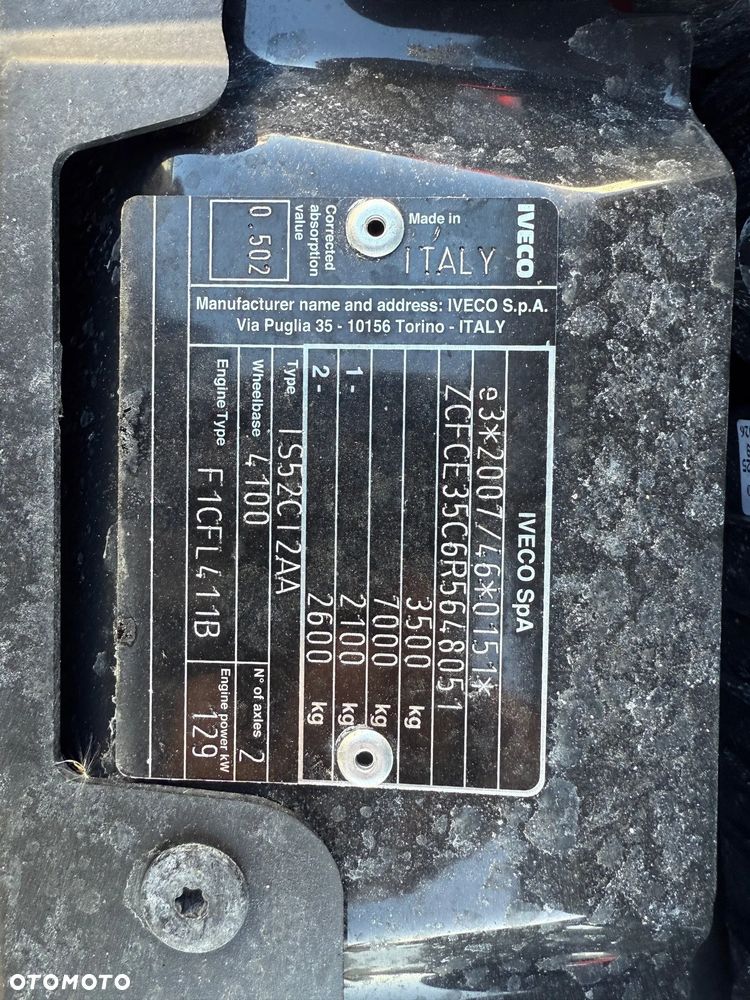 IVECO
Made in
ITALY
Corrected
absorption
value
0.502
Manufacturer name and address: IVECO S.p.A.
Via Puglia 35 - 10156 Torino - ITALY
IVECO SpA
e3*2007/46*0151*
ZCFCE35C6R5648051
3500 kg
7000 kg
1- 2100 kg
2- 2600 kg
Type IS52CI2AA
Wheelbase 4100
N° of axles 2
Engine Type F1CFL411B
Engine power kW 129
OTOMOTO